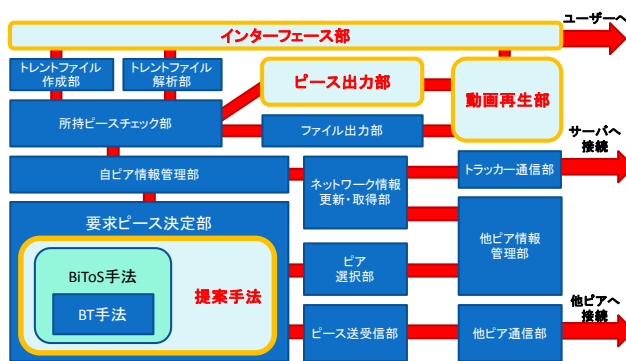 ユーザーへ
インターフェース部
トレントファイル
作成部
トレントファイル
解析部
ピース出力部
動画再生部
所持ピースチェック部
ファイル出力部
サーバへ
接続
自ピア情報管理部
ネットワーク情報
更新・取得部
トラッカー通信部
要求ピース決定部
他ピア情報
管理部
BiToS手法
提案手法
BT手法
ピア
選択部
他ピアへ
接続
ピース送受信部
他ピア通信部